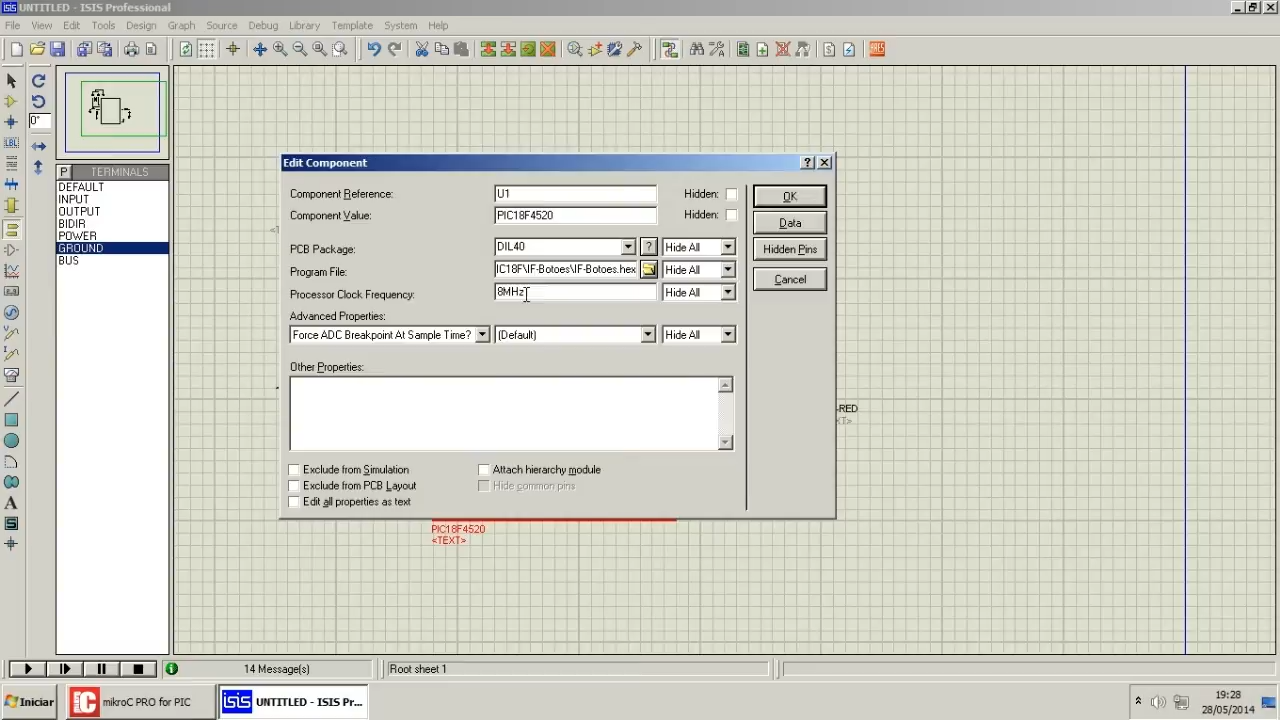 UNTITLED - ISIS Professional
File View Edit Tools Design Graph Source Debug Library Template System Help
ARES
0°
LBL
P TERMINALS
DEFAULT
INPUT
OUTPUT
BIDIR
POWER
GROUND
BUS
A
Edit Component
Component Reference: U1 Hidden:
Component Value: PIC18F4520 Hidden:
PCB Package: DIL40 ? Hide All
Program File: IC18F\IF-Botoes\IF-Botoes.hex Hide All
Processor Clock Frequency: 8MHz Hide All
Advanced Properties:
Force ADC Breakpoint At Sample Time? (Default) Hide All
Other Properties:
Exclude from Simulation Attach hierarchy module
Exclude from PCB Layout Hide common pins
Edit all properties as text
OK
Data
Hidden Pins
Cancel
-RED
XT>
PIC18F4520
<TEXT>
14 Message(s) Root sheet 1
Iniciar mikroC PRO for PIC isis UNTITLED - ISIS Pr...
19:28
28/05/2014